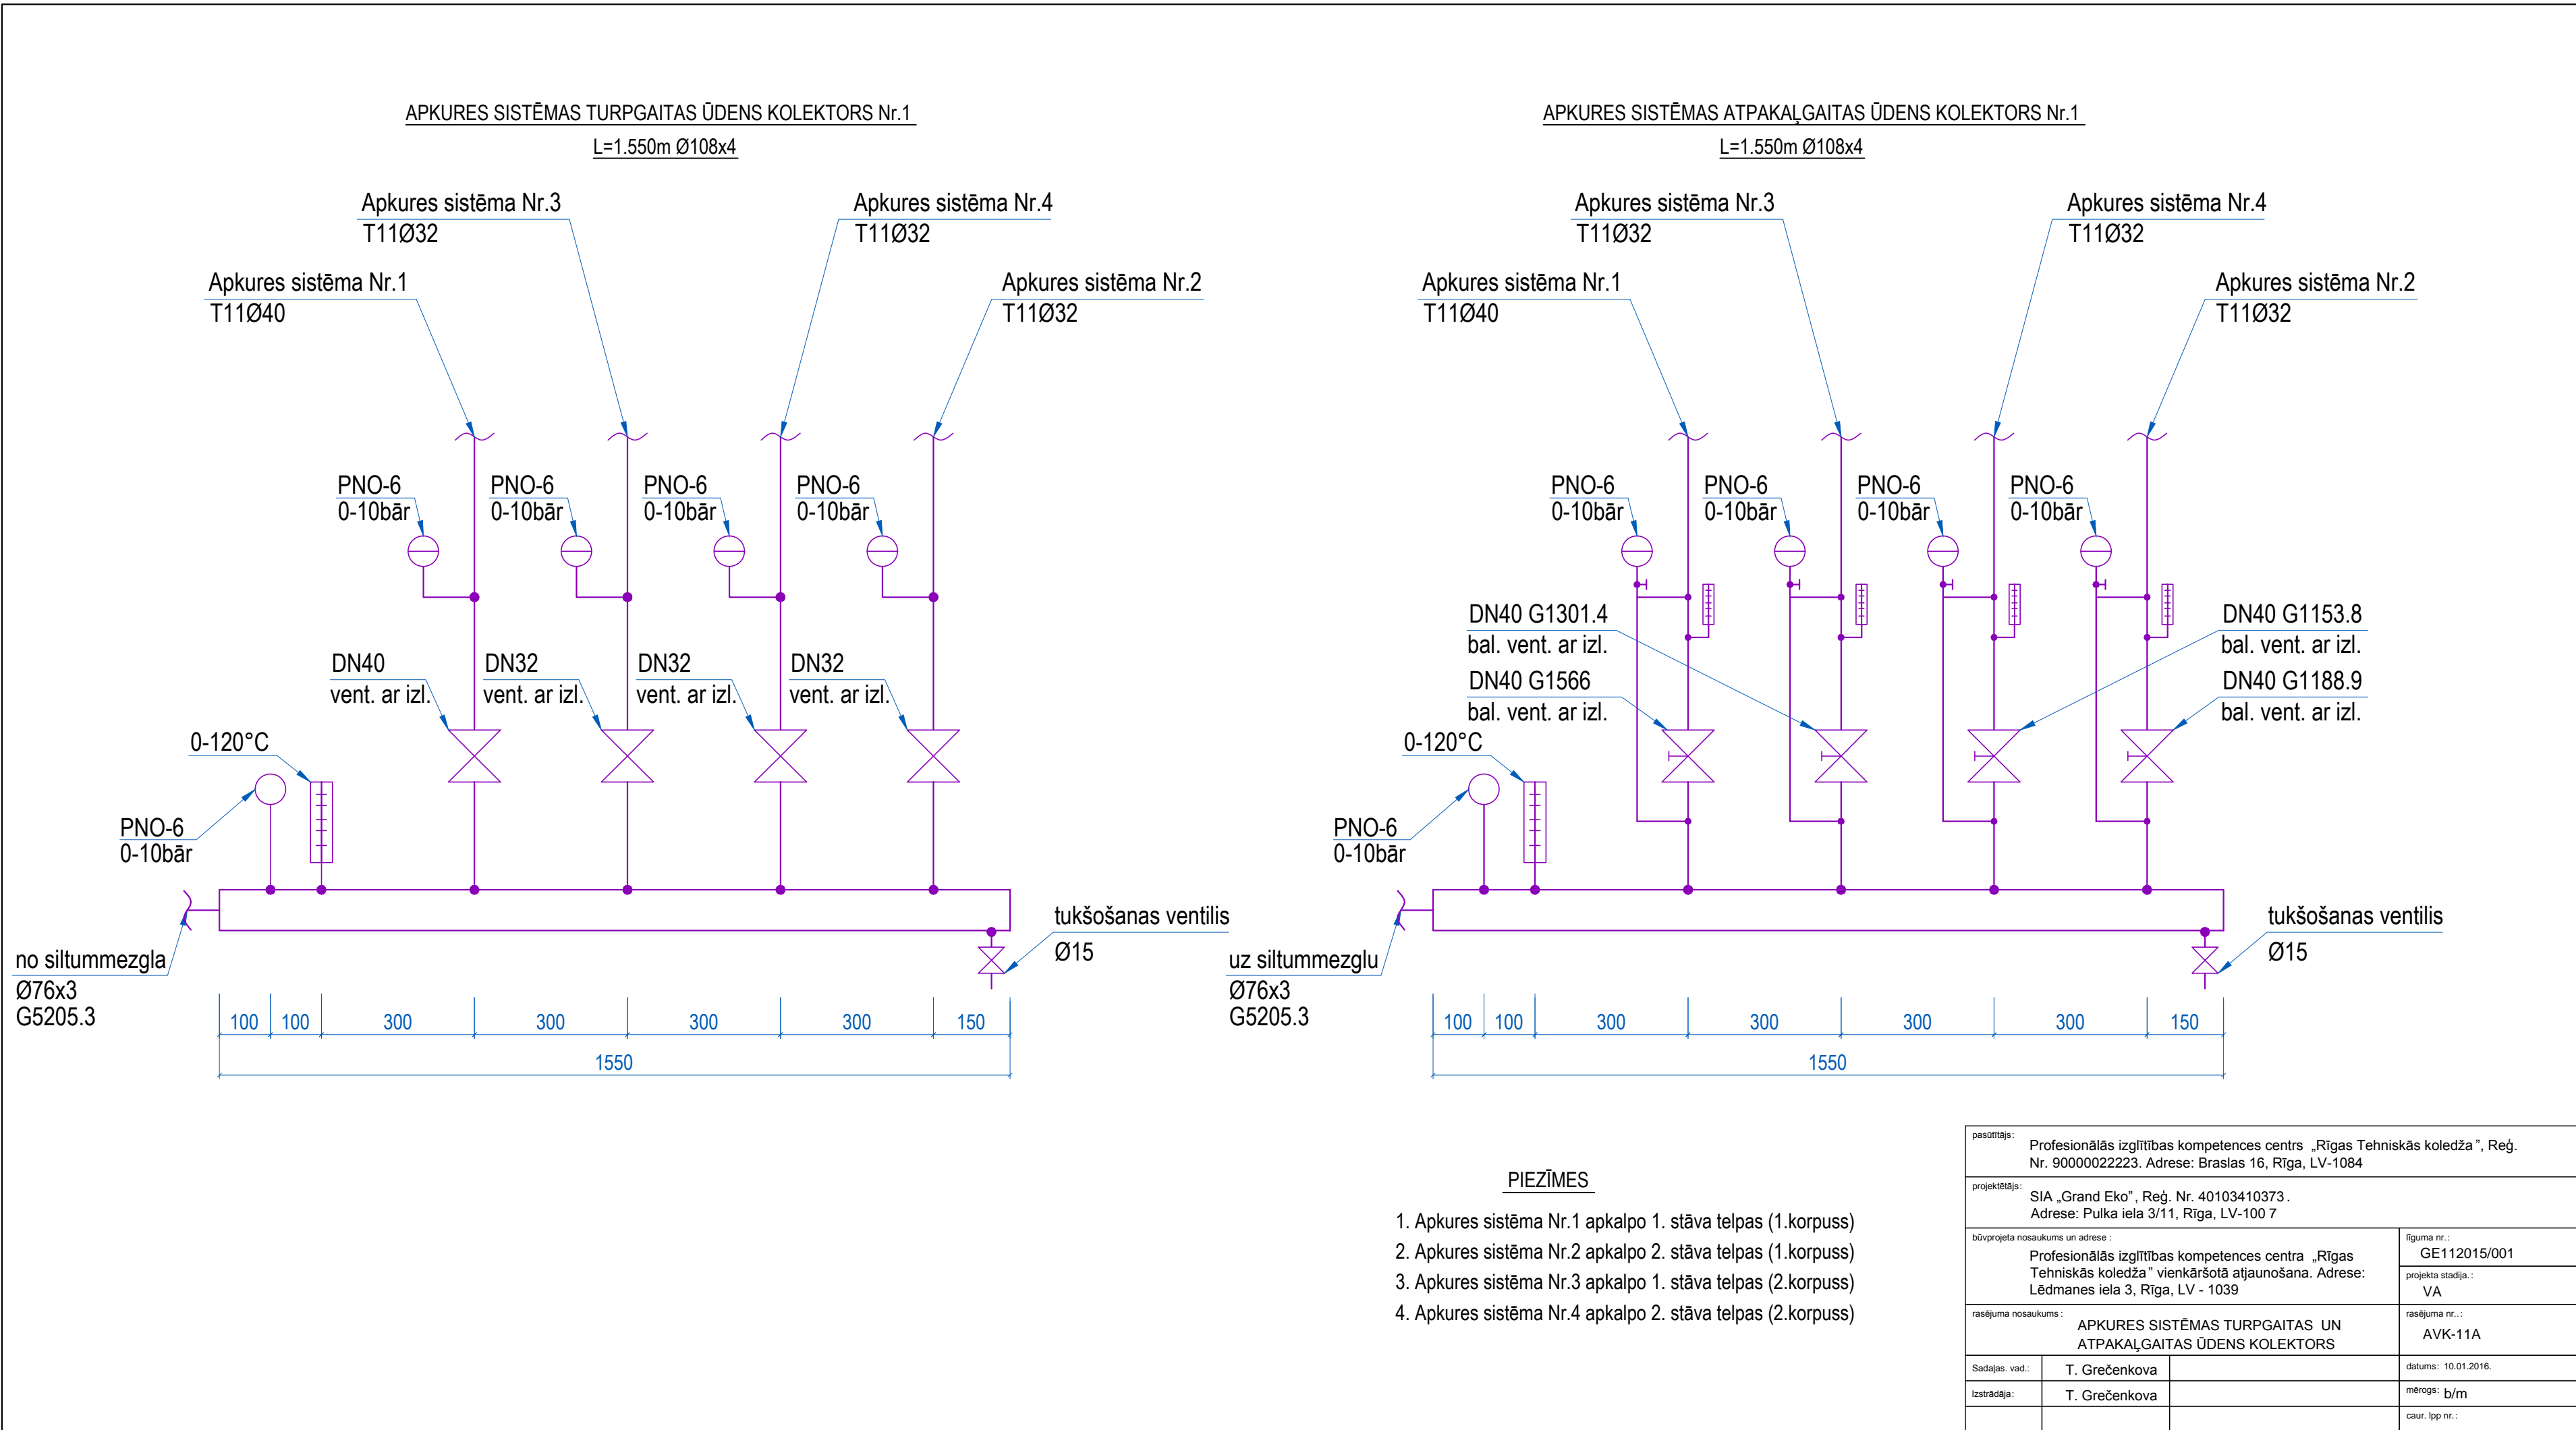 APKURES SISTĒMAS TURPGAITAS ŪDENS KOLEKTORS Nr.1
L=1.550m Ø108x4
Apkures sistēma Nr.3
T11Ø32
Apkures sistēma Nr.4
T11Ø32
Apkures sistēma Nr.1
T11Ø40
Apkures sistēma Nr.2
T11Ø32
PNO-6
0-10bār
PNO-6
0-10bār
PNO-6
0-10bār
PNO-6
0-10bār
DN40
vent. ar izl.
DN32
vent. ar izl.
DN32
vent. ar izl.
DN32
vent. ar izl.
0-120°C
PNO-6
0-10bār
no siltummezgla
Ø76x3
G5205.3
tukšošanas ventilis
Ø15
100 100 300 300 300 300 150
1550
APKURES SISTĒMAS ATPAKAĻGAITAS ŪDENS KOLEKTORS Nr.1
L=1.550m Ø108x4
Apkures sistēma Nr.3
T11Ø32
Apkures sistēma Nr.4
T11Ø32
Apkures sistēma Nr.1
T11Ø40
Apkures sistēma Nr.2
T11Ø32
PNO-6
0-10bār
PNO-6
0-10bār
PNO-6
0-10bār
PNO-6
0-10bār
DN40 G1301.4
bal. vent. ar izl.
DN40 G1566
bal. vent. ar izl.
DN40 G1153.8
bal. vent. ar izl.
DN40 G1188.9
bal. vent. ar izl.
0-120°C
PNO-6
0-10bār
uz siltummezglu
Ø76x3
G5205.3
tukšošanas ventilis
Ø15
100 100 300 300 300 300 150
1550
PIEZĪMES
1. Apkures sistēma Nr.1 apkalpo 1. stāva telpas (1.korpuss)
2. Apkures sistēma Nr.2 apkalpo 2. stāva telpas (1.korpuss)
3. Apkures sistēma Nr.3 apkalpo 1. stāva telpas (2.korpuss)
4. Apkures sistēma Nr.4 apkalpo 2. stāva telpas (2.korpuss)
pasūtītājs:
Profesionālās izglītības kompetences centrs „Rīgas Tehniskās koledža”, Reģ.
Nr. 90000022223. Adrese: Braslas 16, Rīga, LV-1084
projektētājs:
SIA „Grand Eko”, Reģ. Nr. 40103410373.
Adrese: Pulka iela 3/11, Rīga, LV-100 7
būvprojeta nosaukums un adrese :
Profesionālās izglītības kompetences centra „Rīgas
Tehniskās koledža” vienkāršotā atjaunošana. Adrese:
Lēdmanes iela 3, Rīga, LV - 1039
līguma nr.:
GE112015/001
projekta stadija.:
VA
rasējuma nosaukums :
APKURES SISTĒMAS TURPGAITAS UN
ATPAKAĻGAITAS ŪDENS KOLEKTORS
rasējuma nr..:
AVK-11A
Sadaļas. vad.: T. Grečenkova
datums: 10.01.2016.
Izstrādāja: T. Grečenkova
mērogs: b/m
caur. lpp nr.: